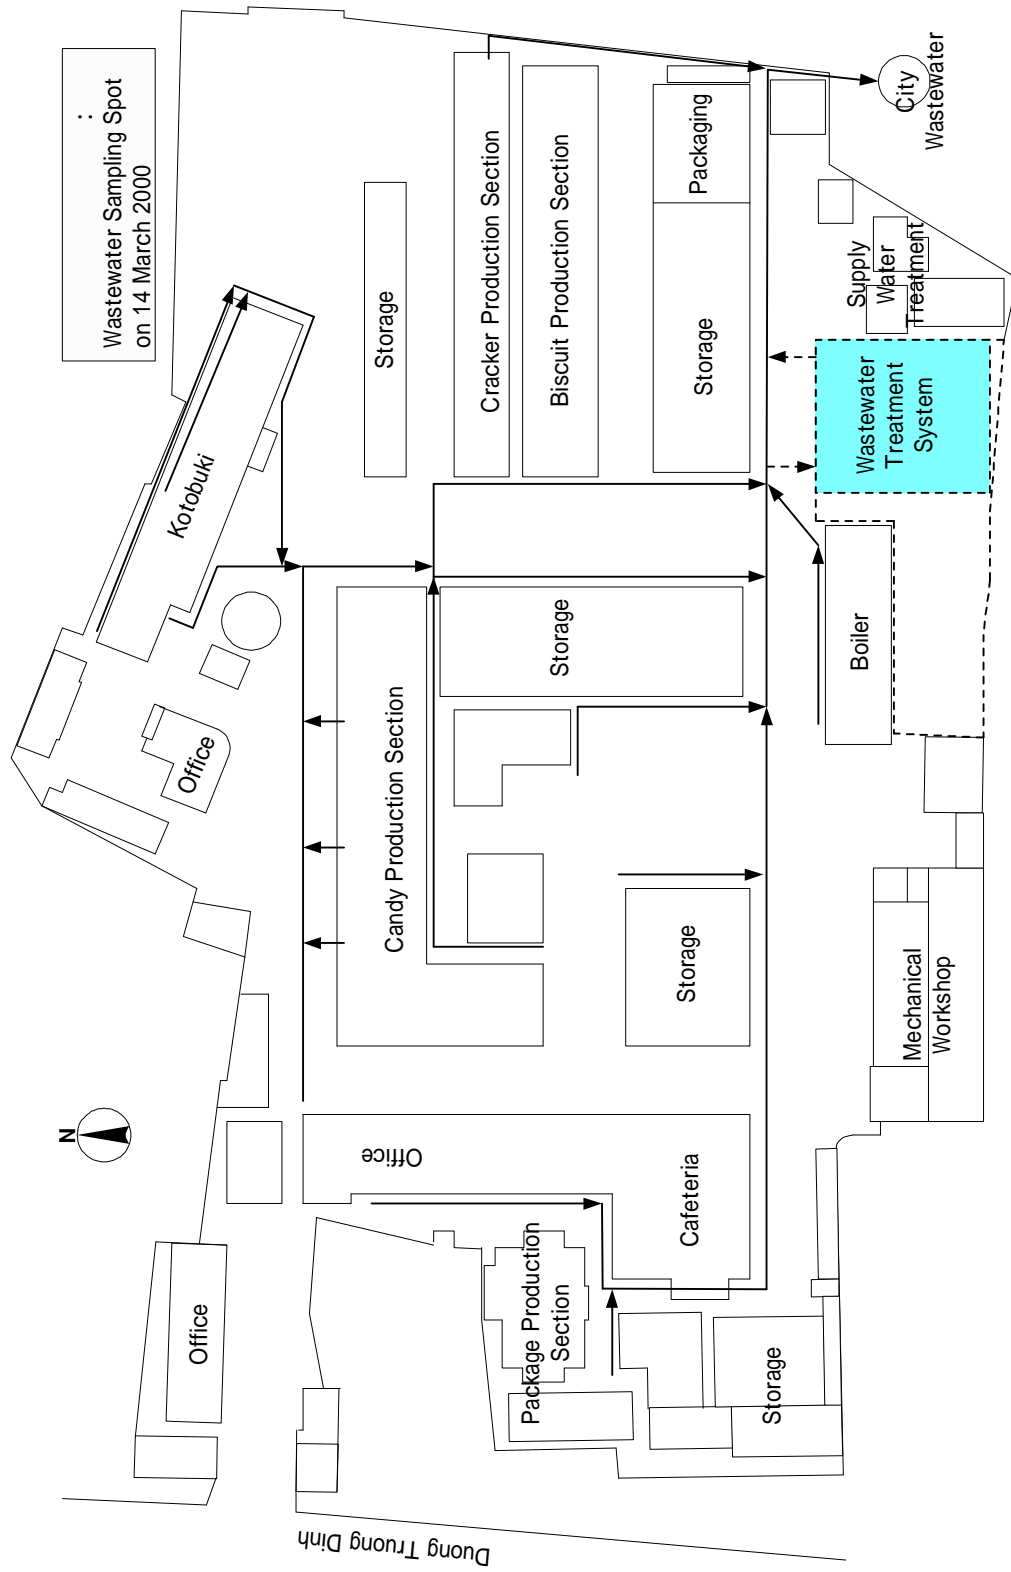 :
Wastewater Sampling Spot
on 14 March 2000
N
Kotobuki
Office
Office
Office
Storage
Cracker Production Section
Biscuit Production Section
Packaging
Storage
City
Wastewater
Supply
Water
Treatment
Wastewater
Treatment
System
Candy Production Section
Storage
Boiler
Storage
Mechanical
Workshop
Cafeteria
Package Production
Section
Storage
Duong Truong Dinh